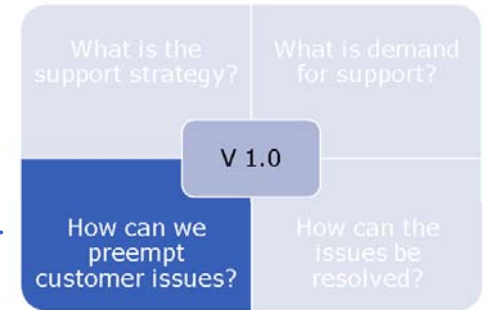 What is the
support strategy?
What is demand
for support?
V 1.0
How can we
preempt
customer issues?
How can the
issues be
resolved?